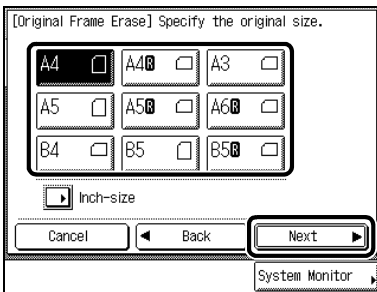 [Original Frame Erase] Specify the original size.
A4 A4R A3
A5 A5R A6R
B4 B5 B5R
Inch-size
Cancel Back Next
System Monitor